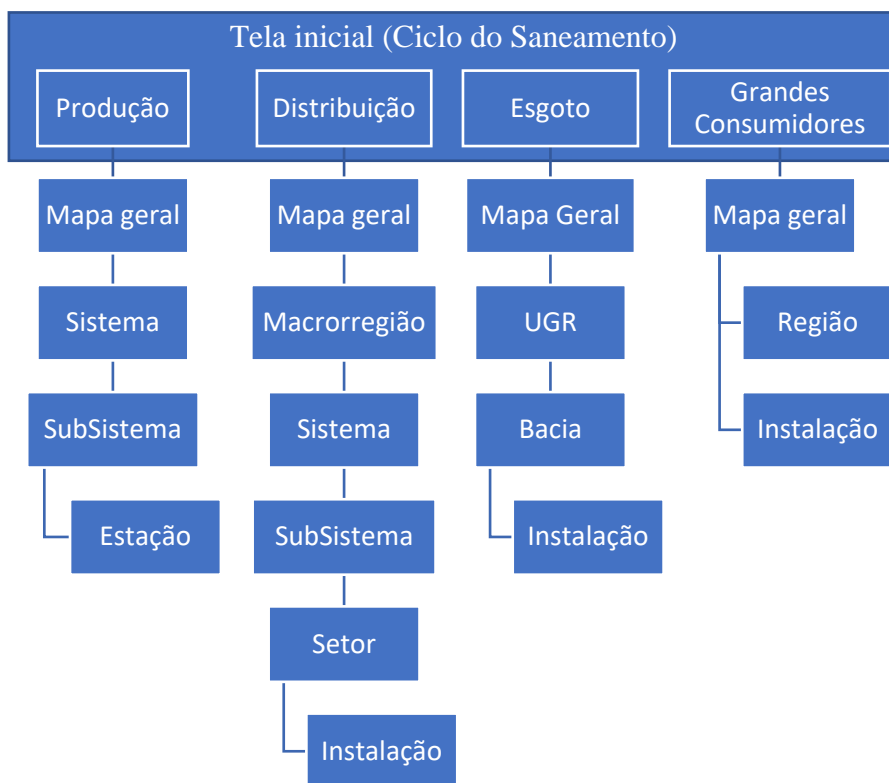 Tela inicial (Ciclo do Saneamento)
Produção
Distribuição
Esgoto
Grandes
Consumidores
Mapa geral
Mapa geral
Mapa Geral
Mapa geral
Sistema
Macrorregião
UGR
Região
SubSistema
Sistema
Bacia
Instalação
Estação
SubSistema
Instalação
Setor
Instalação